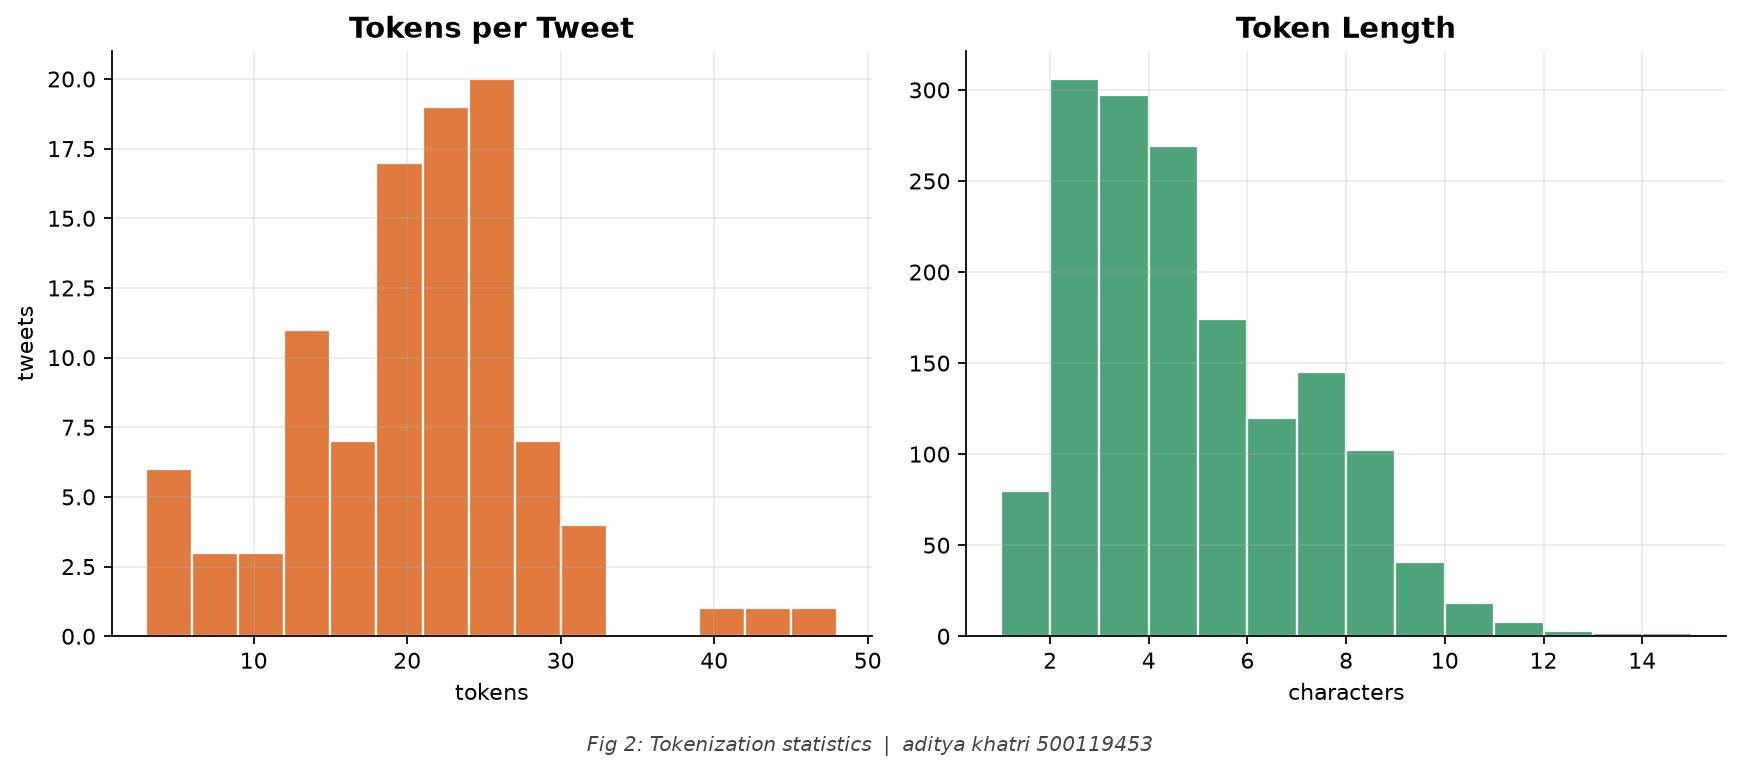 Tokens per Tweet
20.0
17.5
15.0
12.5
10.0
7.5
5.0
2.5
0.0
tweets
10 20 30 40 50
tokens
Token Length
300
250
200
150
100
50
0
2 4 6 8 10 12 14
characters
Fig 2: Tokenization statistics | aditya khatri 500119453